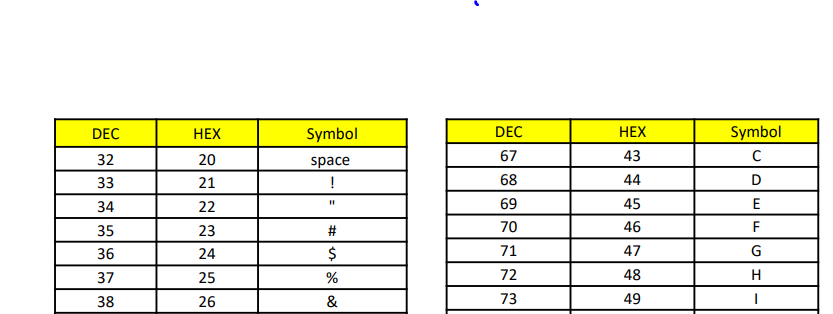 DEC HEX Symbol
32 20 space
33 21 !
34 22 "
35 23 #
36 24 $
37 25 %
38 26 &
DEC HEX Symbol
67 43 C
68 44 D
69 45 E
70 46 F
71 47 G
72 48 H
73 49 I